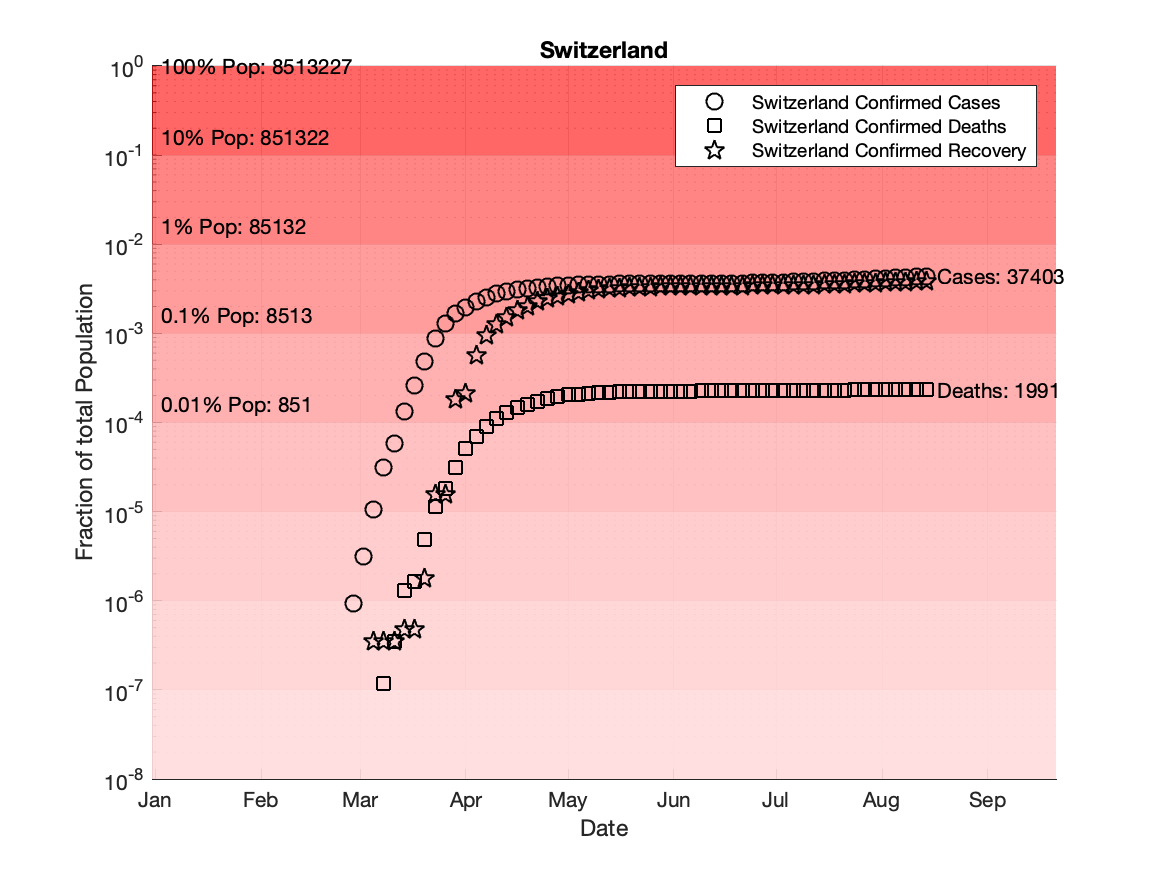 Switzerland
10^0
100% Pop: 8513227
Switzerland Confirmed Cases
Switzerland Confirmed Deaths
Switzerland Confirmed Recovery
10% Pop: 851322
10^-1
1% Pop: 85132
10^-2
Cases: 37403
0.1% Pop: 8513
10^-3
Deaths: 1991
0.01% Pop: 851
10^-4
10^-5
10^-6
10^-7
10^-8
Fraction of total Population
Jan Feb Mar Apr May Jun Jul Aug Sep
Date